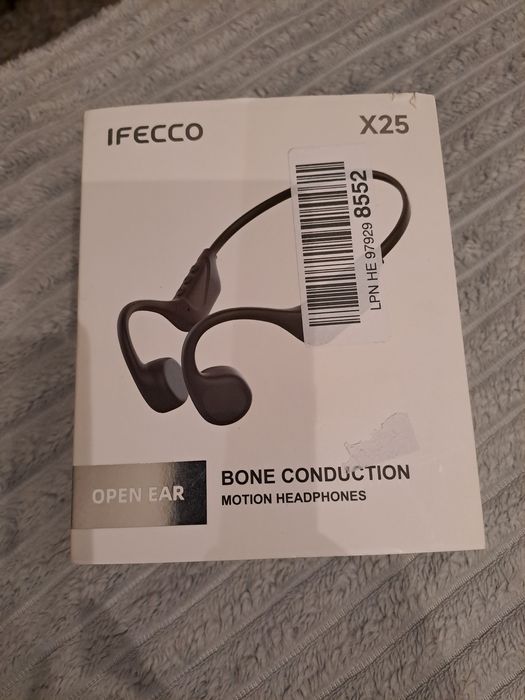 IFECCO
X25
LPN HE 97929 8552
OPEN EAR
BONE CONDUCTION
MOTION HEADPHONES